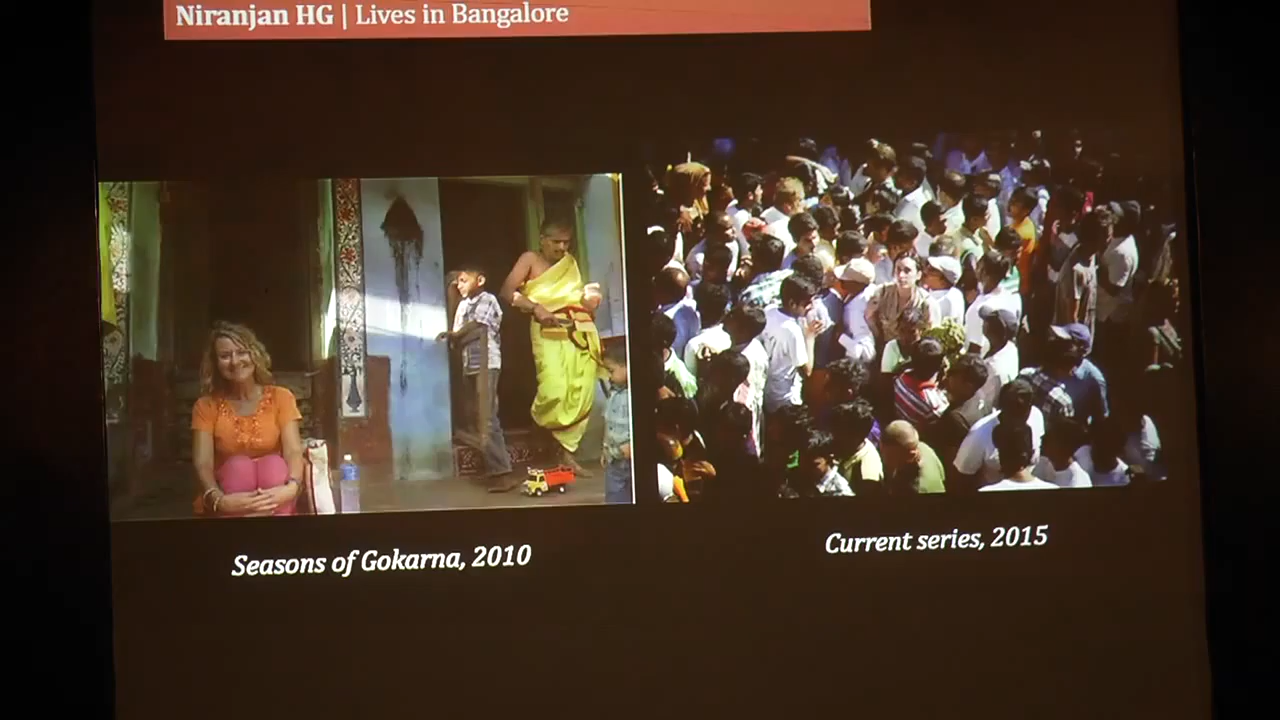 Niranjan HG | Lives in Bangalore
Seasons of Gokarna, 2010
Current series, 2015